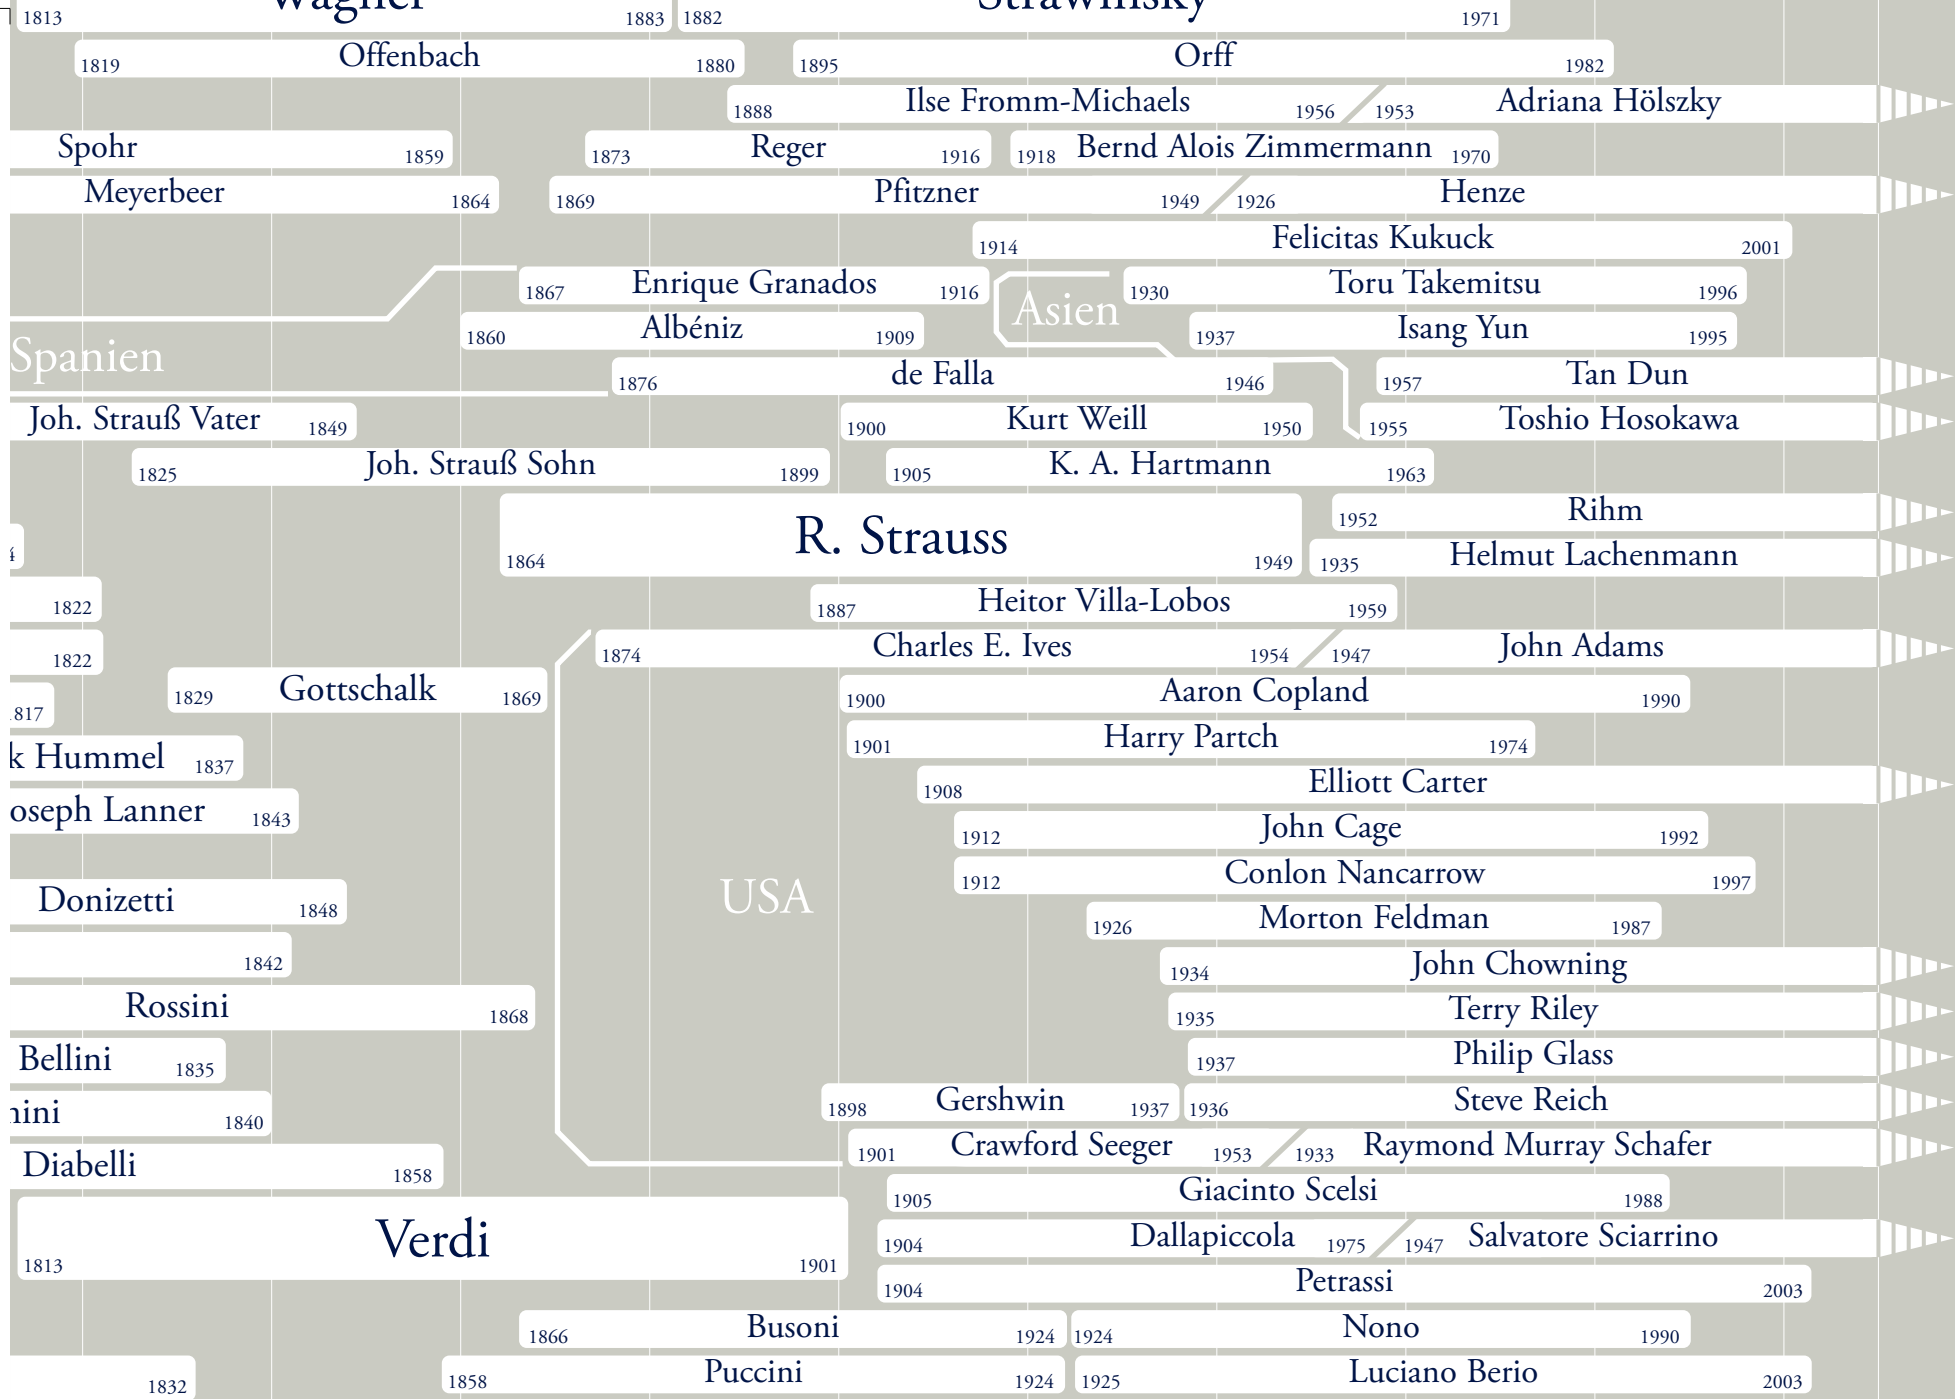 1813 Wagner 1883 1882 Strawinsky 1971
1819 Offenbach 1880 1895 Orff 1982
1888 Ilse Fromm-Michaels 1956 1953 Adriana Hölszky
Spohr 1859 1873 Reger 1916 1918 Bernd Alois Zimmermann 1970
Meyerbeer 1864 1869 Pfitzner 1949 1926 Henze
1914 Felicitas Kukuck 2001
1867 Enrique Granados 1916 Asien 1930 Toru Takemitsu 1996
1860 Albéniz 1909 1937 Isang Yun 1995
Spanien
1876 de Falla 1946 1957 Tan Dun
Joh. Strauß Vater 1849 1900 Kurt Weill 1950 1955 Toshio Hosokawa
1825 Joh. Strauß Sohn 1899 1905 K. A. Hartmann 1963
1952 Rihm
1864 R. Strauss 1949 1935 Helmut Lachenmann
1822 1887 Heitor Villa-Lobos 1959
1822 1874 Charles E. Ives 1954 1947 John Adams
1829 Gottschalk 1869 1900 Aaron Copland 1990
817 1901 Harry Partch 1974
k Hummel 1837 1908 Elliott Carter
oseph Lanner 1843 1912 John Cage 1992
1912 Conlon Nancarrow 1997
USA
Donizetti 1848 1926 Morton Feldman 1987
1842 1934 John Chowning
Rossini 1868 1935 Terry Riley
Bellini 1835 1937 Philip Glass
nini 1840 1898 Gershwin 1937 1936 Steve Reich
Diabelli 1858 1901 Crawford Seeger 1953 1933 Raymond Murray Schafer
1905 Giacinto Scelsi 1988
1813 Verdi 1901 1904 Dallapiccola 1975 1947 Salvatore Sciarrino
1904 Petrassi 2003
1866 Busoni 1924 1924 Nono 1990
1832 1858 Puccini 1924 1925 Luciano Berio 2003